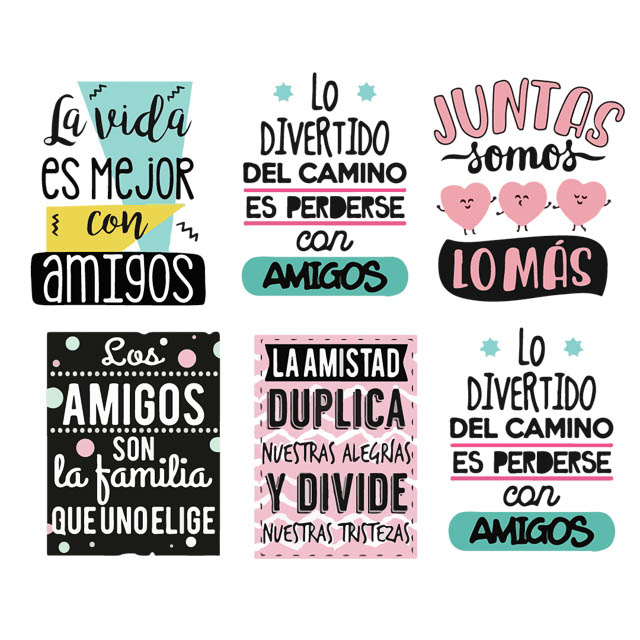 La vida
ES MEJOR
con
amigos
LO
DIVERTIDO
DEL CAMINO
ES PERDERSE
con
AMIGOS
JUNTAS
somos
LO MÁS
Los
AMIGOS
SON
la familia
QUE UNO ELIGE
LA AMISTAD
DUPLICA
NUESTRAS ALEGRÍAS
Y DIVIDE
NUESTRAS TRISTEZAS
LO
DIVERTIDO
DEL CAMINO
ES PERDERSE
con
AMIGOS